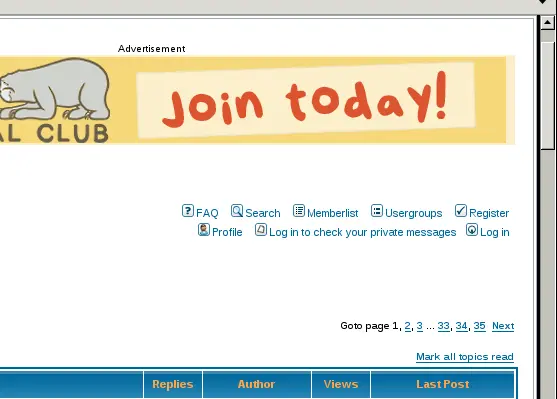 Advertisement
Join today!
AL CLUB
FAQ Search Memberlist Usergroups Register
Profile Log in to check your private messages Log in
Goto page 1, 2, 3 ... 33, 34, 35 Next
Mark all topics read
Replies Author Views Last Post